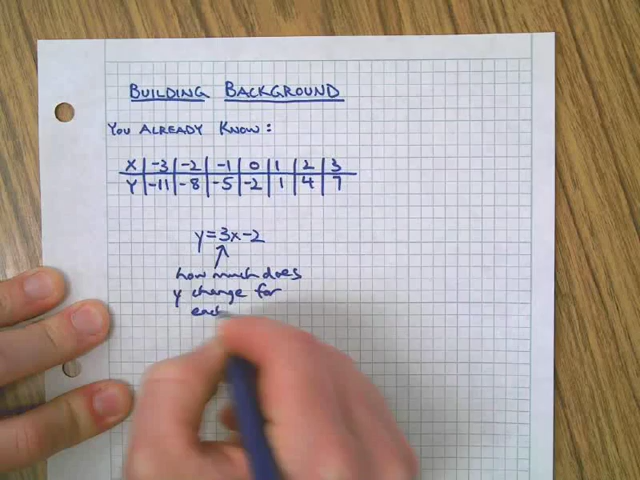 BUILDING BACKGROUND
YOU ALREADY KNOW:
X -3 -2 -1 0 1 2 3
Y -11 -8 -5 -2 1 4 7
y=3x-2
how much does
y change for